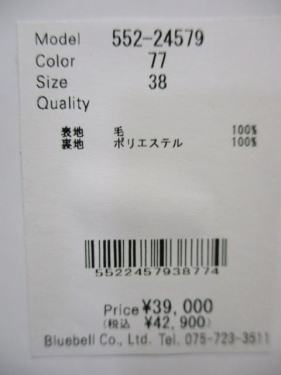 Model 552-24579
Color 77
Size 38
Quality
表地 毛 100%
裏地 ポリエステル 100%
5522457938774
Price ¥39,000
(税込 ¥42,900)
Bluebell Co., Ltd. Tel. 075-723-3511